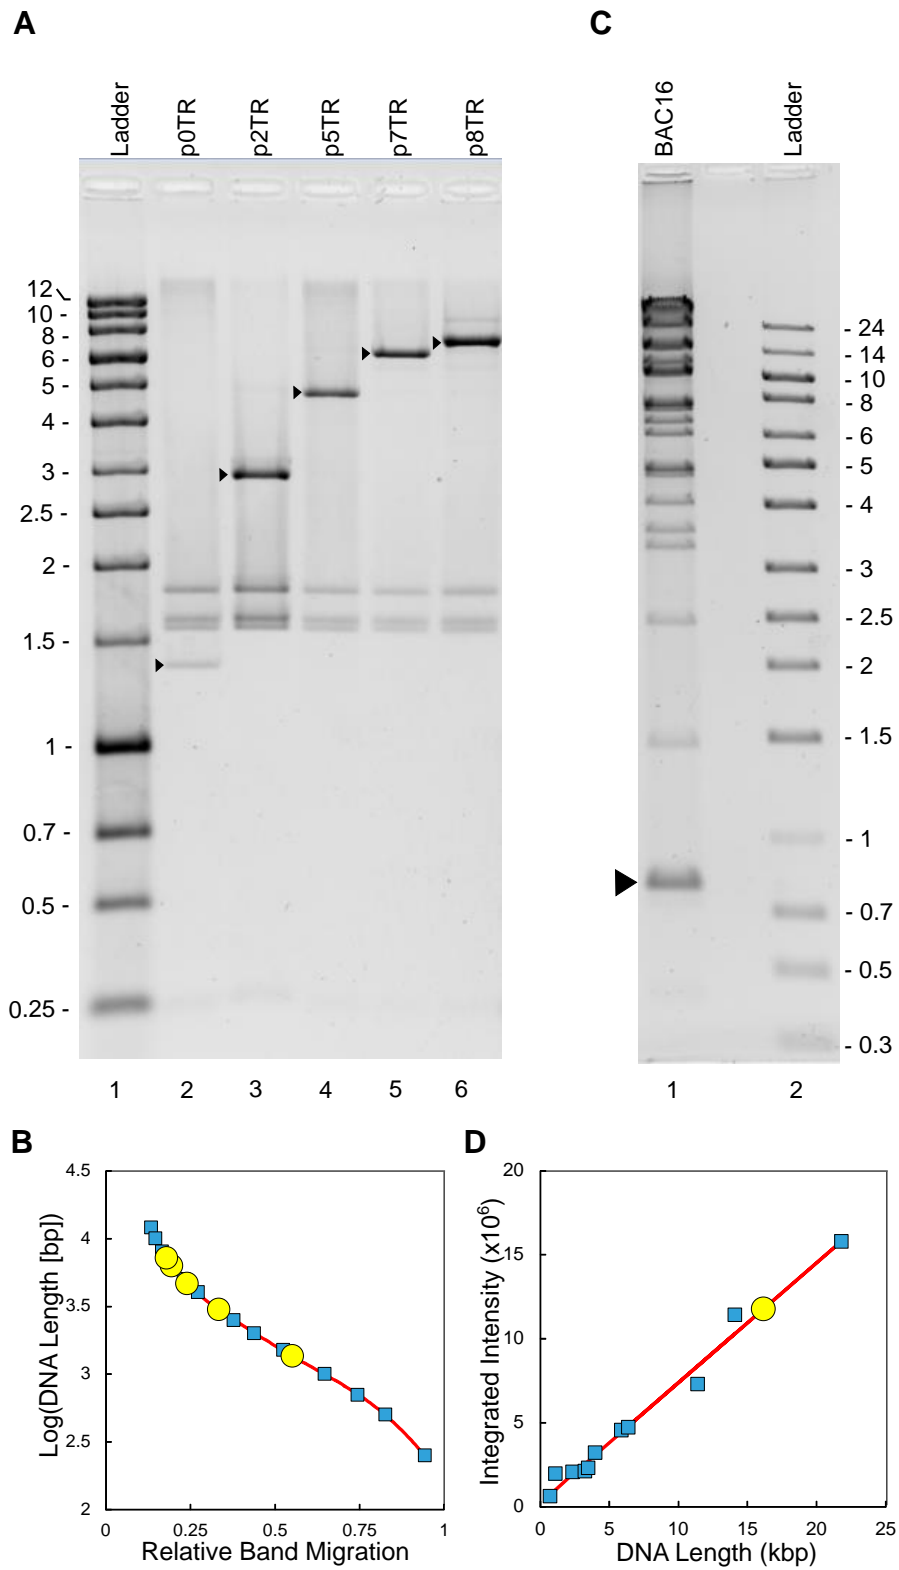 A
C
Ladder
p0TR
p2TR
p5TR
p7TR
p8TR
BAC16
Ladder
12
10 -
8 -
6 -
5 -
4 -
3 -
2.5 -
2 -
1.5 -
1 -
0.7 -
0.5 -
0.25 -
- 24
- 14
- 10
- 8
- 6
- 5
- 4
- 3
- 2.5
- 2
- 1.5
- 1
- 0.7
- 0.5
- 0.3
1 2 3 4 5 6
1 2
B
Log(DNA Length [bp])
4.5
4
3.5
3
2.5
2
0 0.25 0.5 0.75 1
Relative Band Migration
D
Integrated Intensity (x10⁶)
20
15
10
5
0
0 5 10 15 20 25
DNA Length (kbp)